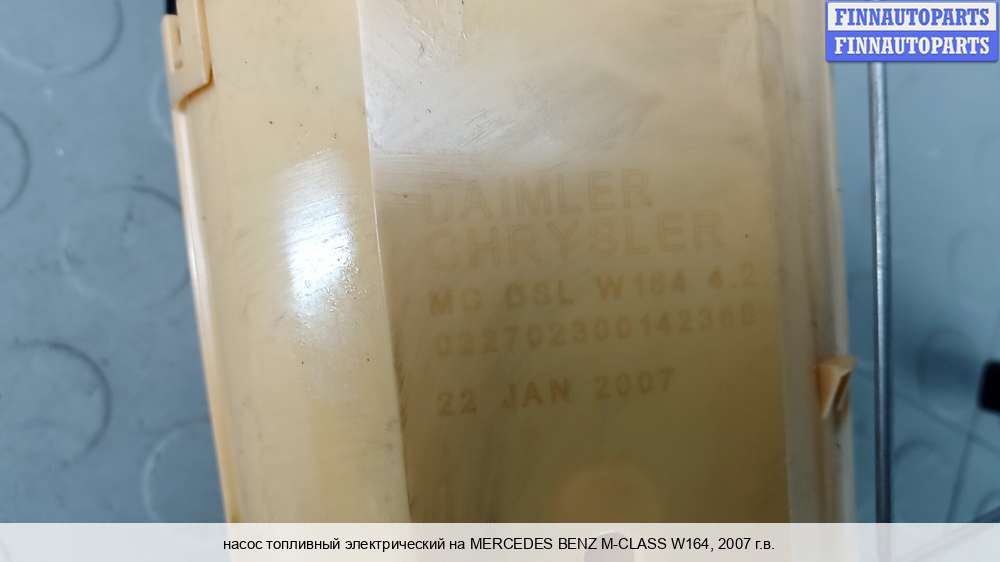 FINNAUTOPARTS
FINNAUTOPARTS
DAIMLER
CHRYSLER
MC DSL W164 4.2
22 JAN 2007
насос топливный электрический на MERCEDES BENZ M-CLASS W164, 2007 г.в.